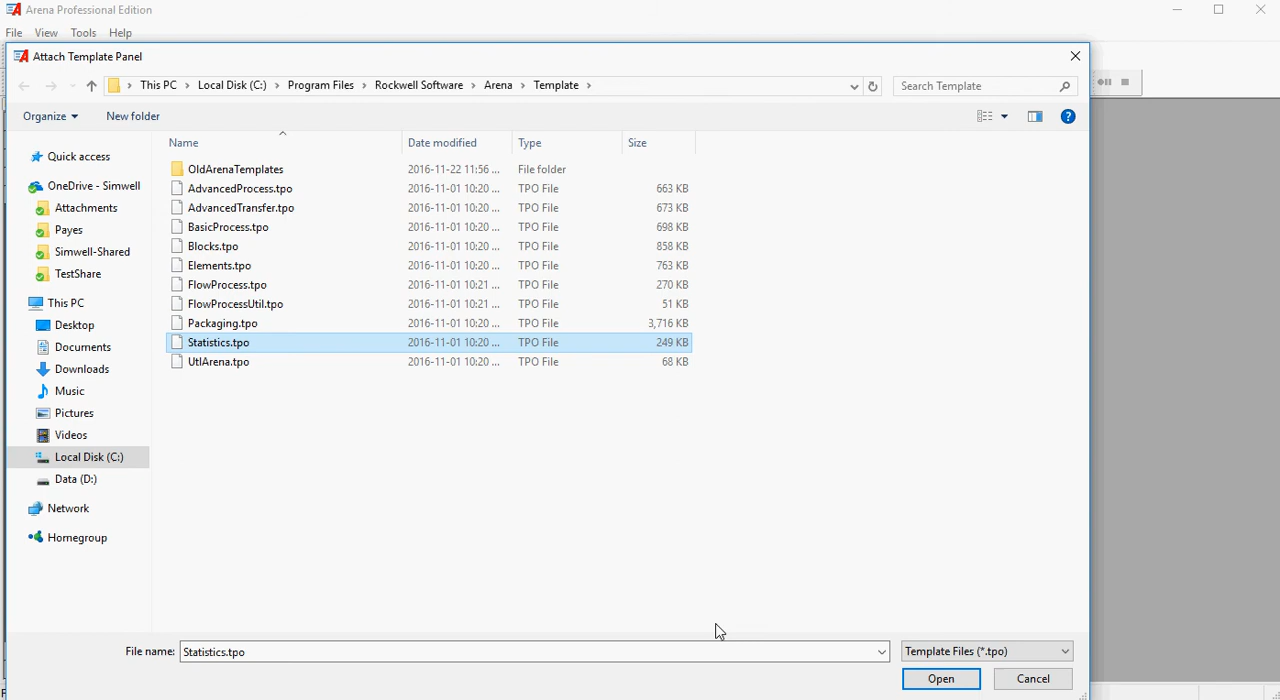 Arena Professional Edition
File View Tools Help
Attach Template Panel
This PC > Local Disk (C:) > Program Files > Rockwell Software > Arena > Template >
Search Template
Organize New folder
Name Date modified Type Size
Quick access
OneDrive - Simwell
Attachments
Payes
Simwell-Shared
TestShare
This PC
Desktop
Documents
Downloads
Music
Pictures
Videos
Local Disk (C:)
Data (D:)
Network
Homegroup
OldArenaTemplates 2016-11-22 11:56 ... File folder
AdvancedProcess.tpo 2016-11-01 10:20 ... TPO File 663 KB
AdvancedTransfer.tpo 2016-11-01 10:20 ... TPO File 673 KB
BasicProcess.tpo 2016-11-01 10:20 ... TPO File 698 KB
Blocks.tpo 2016-11-01 10:20 ... TPO File 858 KB
Elements.tpo 2016-11-01 10:20 ... TPO File 763 KB
FlowProcess.tpo 2016-11-01 10:21 ... TPO File 270 KB
FlowProcessUtil.tpo 2016-11-01 10:21 ... TPO File 51 KB
Packaging.tpo 2016-11-01 10:20 ... TPO File 3,716 KB
Statistics.tpo 2016-11-01 10:20 ... TPO File 249 KB
UtlArena.tpo 2016-11-01 10:20 ... TPO File 68 KB
File name: Statistics.tpo Template Files (*.tpo)
Open Cancel